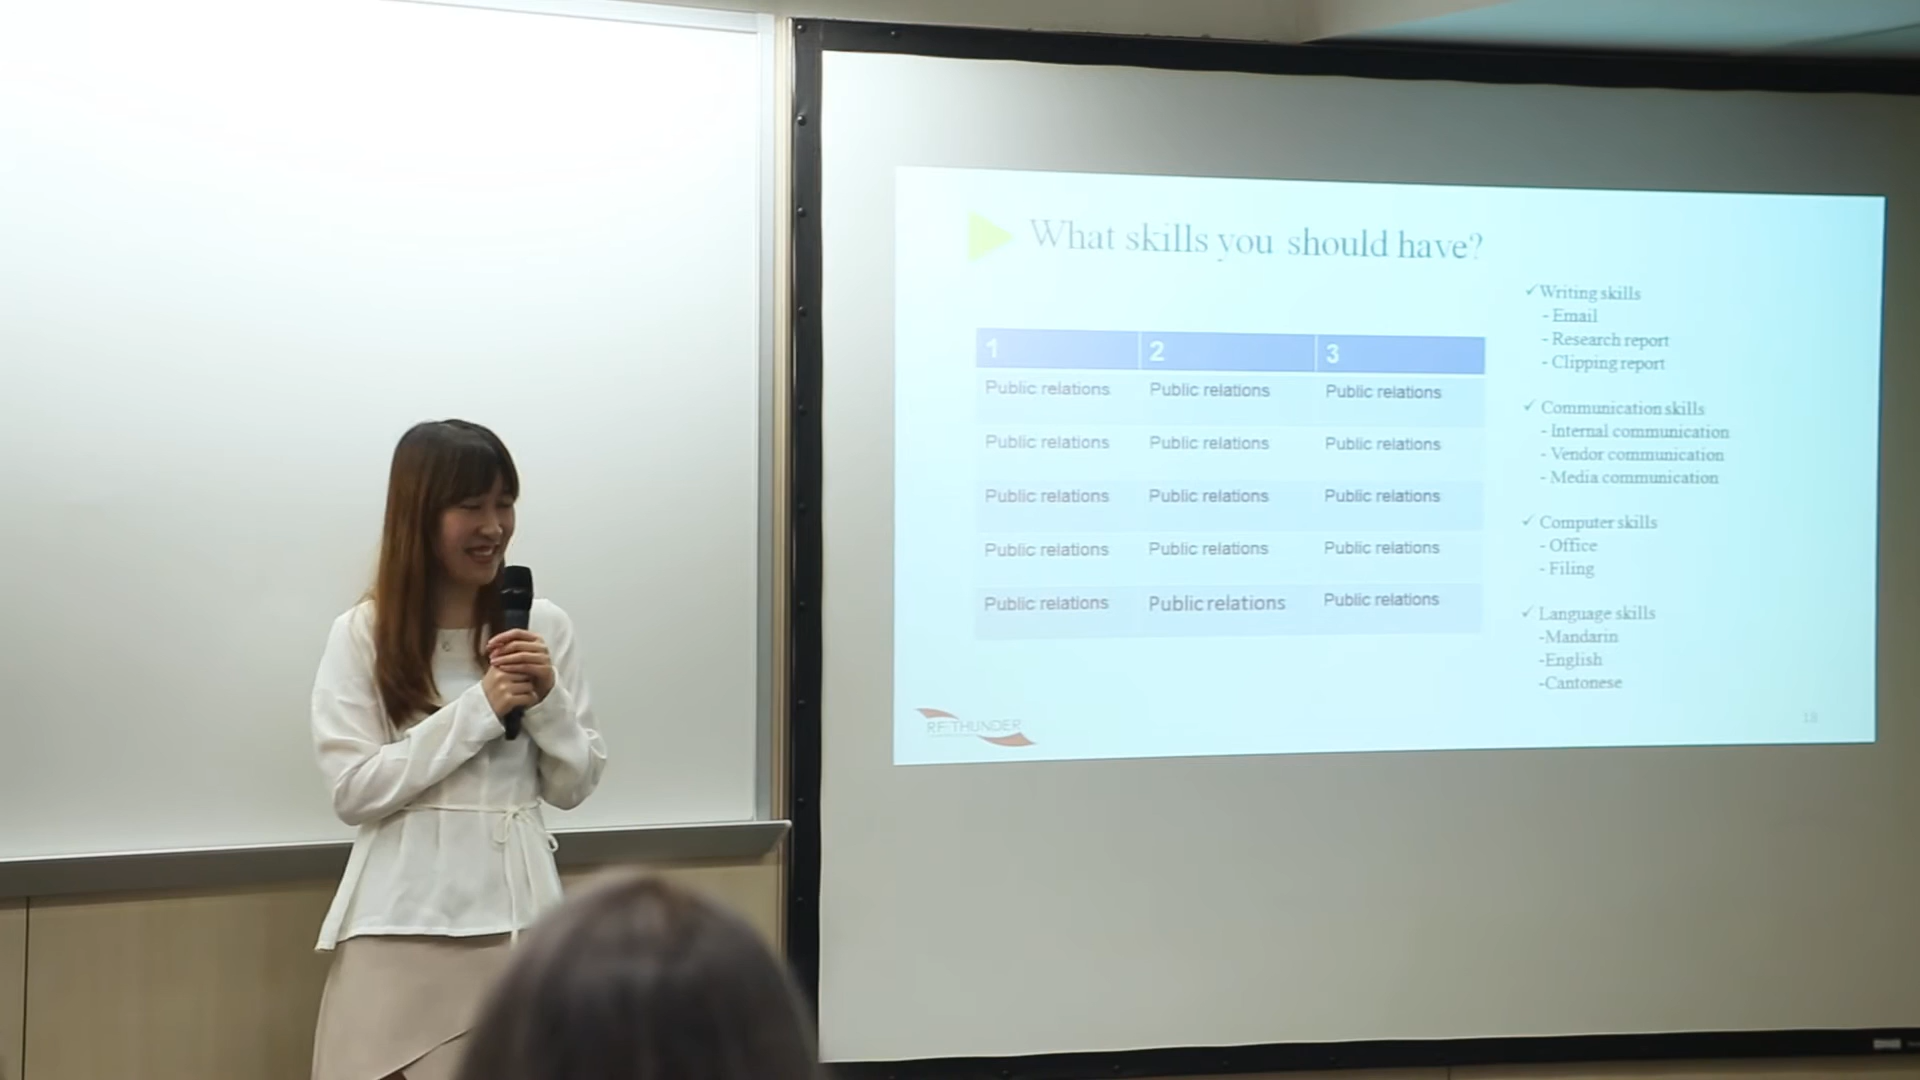 What skills you should have?
1 2 3
Public relations Public relations Public relations
Public relations Public relations Public relations
Public relations Public relations Public relations
Public relations Public relations Public relations
Public relations Public relations Public relations
✓Writing skills
- Email
- Research report
- Clipping report
✓ Communication skills
- Internal communication
- Vendor communication
- Media communication
✓ Computer skills
- Office
- Filing
✓ Language skills
-Mandarin
-English
-Cantonese
THUNDER
18